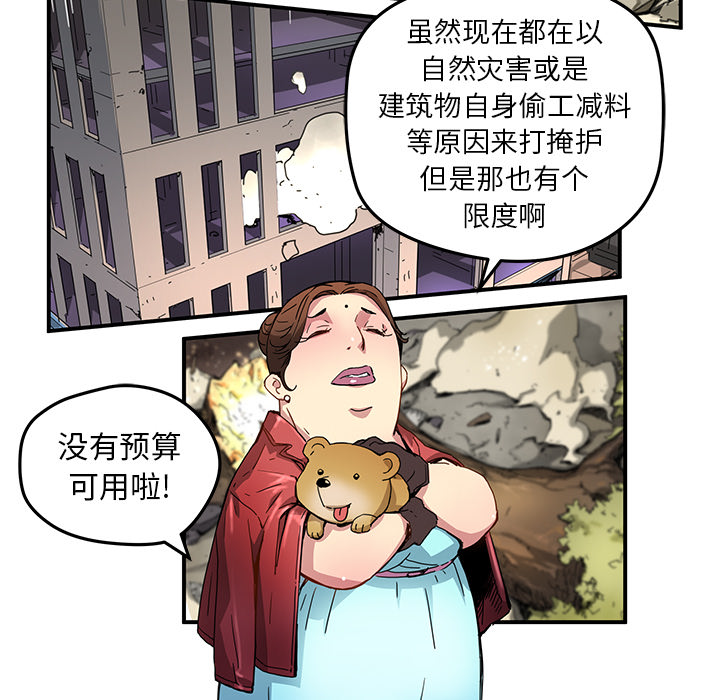 虽然现在都在以
自然灾害或是
建筑物自身偷工减料
等原因来打掩护
但是那也有个
限度啊
没有预算
可用啦!